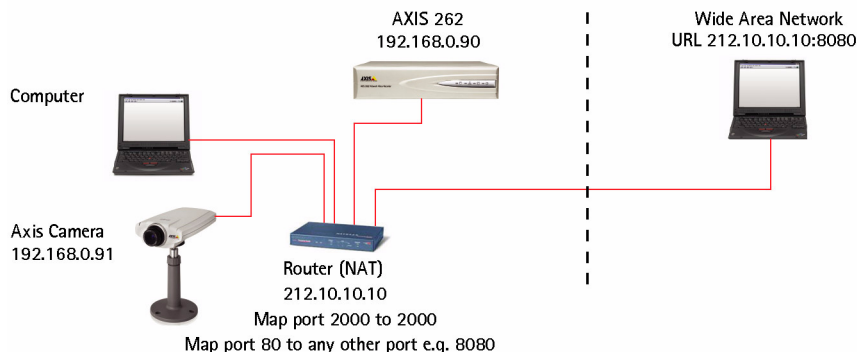 AXIS 262
192.168.0.90
Wide Area Network
URL 212.10.10.10:8080
Computer
AXIS
Axis Camera
192.168.0.91
Router (NAT)
212.10.10.10
Map port 2000 to 2000
Map port 80 to any other port e.g. 8080